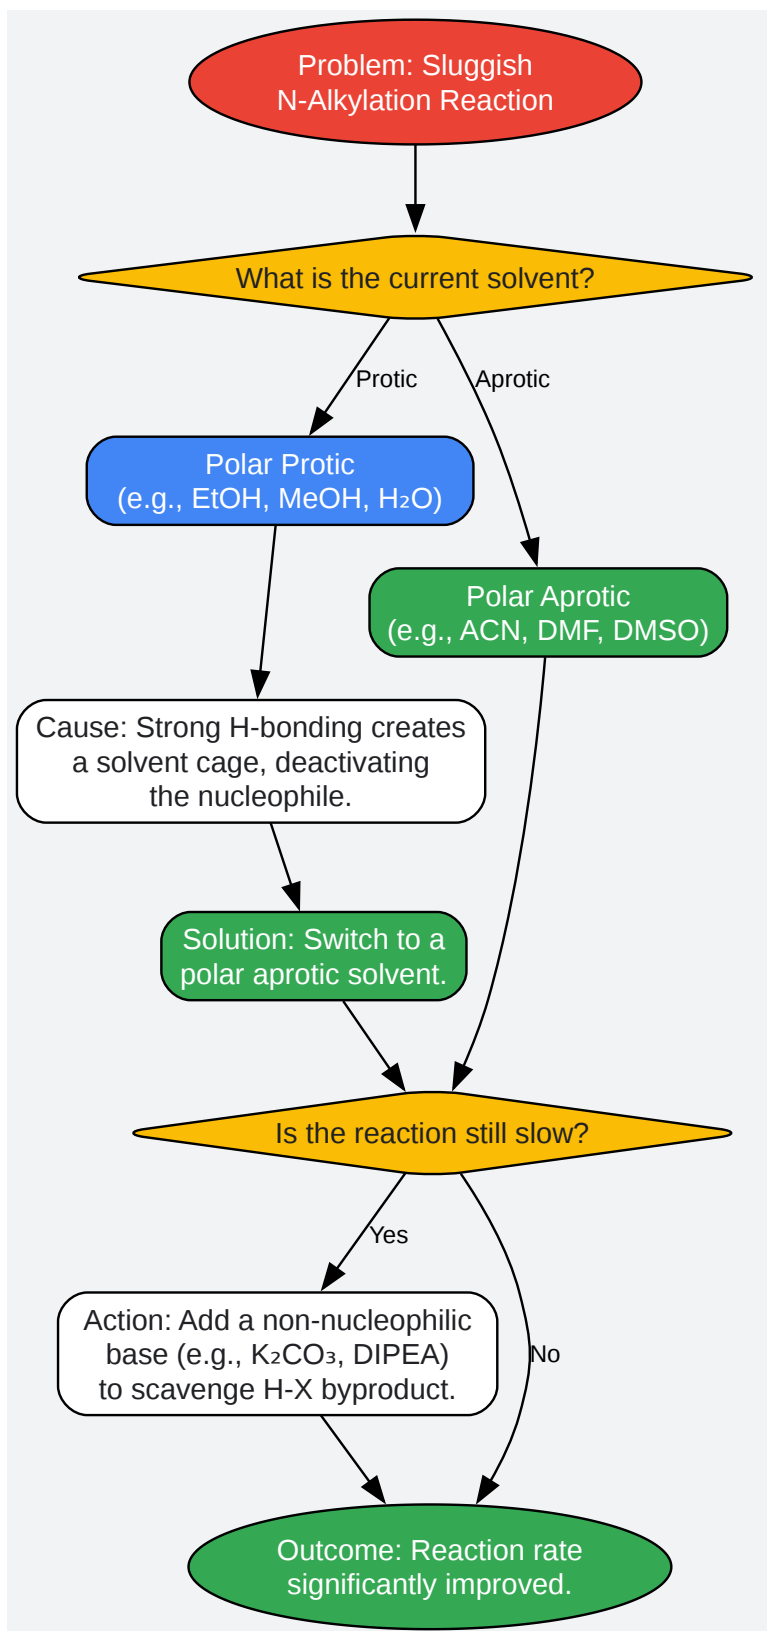 Problem: Sluggish
N-Alkylation Reaction
What is the current solvent?
Protic
Aprotic
Polar Protic
(e.g., EtOH, MeOH, H₂O)
Polar Aprotic
(e.g., ACN, DMF, DMSO)
Cause: Strong H-bonding creates
a solvent cage, deactivating
the nucleophile.
Solution: Switch to a
polar aprotic solvent.
Is the reaction still slow?
Yes
No
Action: Add a non-nucleophilic
base (e.g., K₂CO₃, DIPEA)
to scavenge H-X byproduct.
Outcome: Reaction rate
significantly improved.